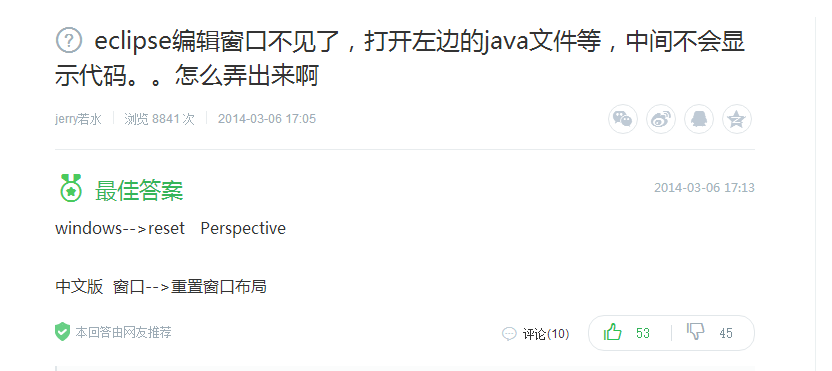 eclipse编辑窗口不见了，打开左边的java文件等，中间不会显
示代码。。怎么弄出来啊
jerry若水 浏览 8841 次 2014-03-06 17:05
最佳答案 2014-03-06 17:13
windows-->reset Perspective
中文版 窗口-->重置窗口布局
本回答由网友推荐 评论(10) 53 45